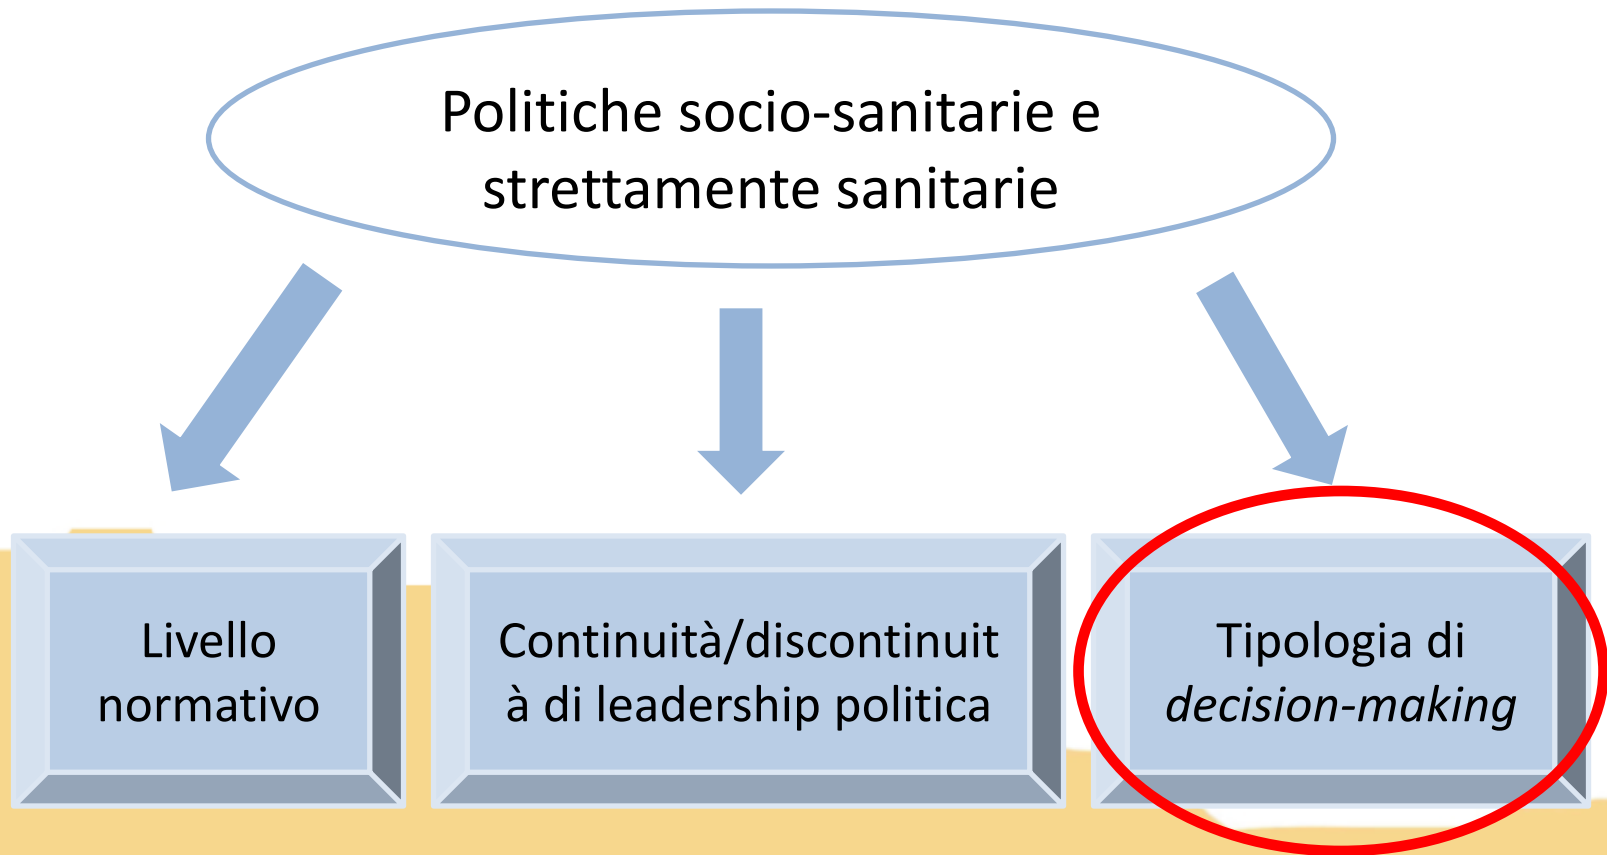 Politiche socio-sanitarie e
strettamente sanitarie
Livello
normativo
Continuità/discontinuit
à di leadership politica
Tipologia di
decision-making